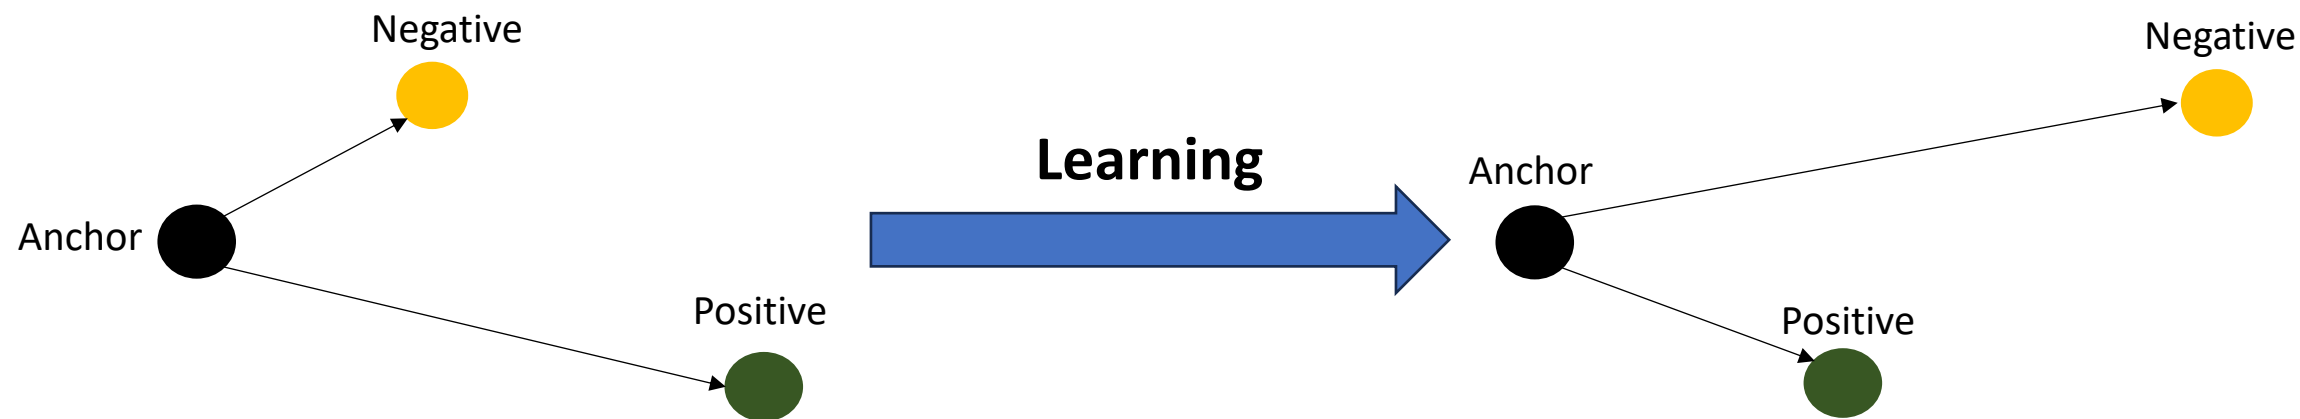 Negative
Anchor
Positive
Learning
Negative
Anchor
Positive